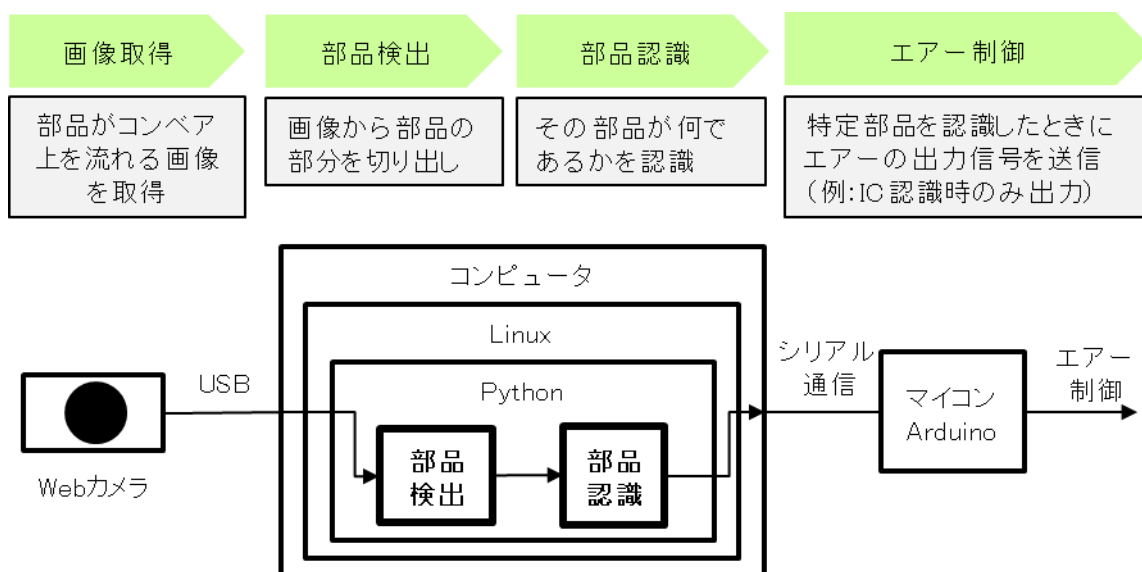 画像取得
部品検出
部品認識
エアー制御
部品がコンベア
上を流れる画像
を取得
画像から部品の
部分を切り出し
その部品が何で
あるかを認識
特定部品を認識したときに
エアーの出力信号を送信
(例:IC認識時のみ出力)
コンピュータ
Linux
Python
USB
部品
検出
部品
認識
Webカメラ
シリアル
通信
マイコン
Arduino
エアー
制御